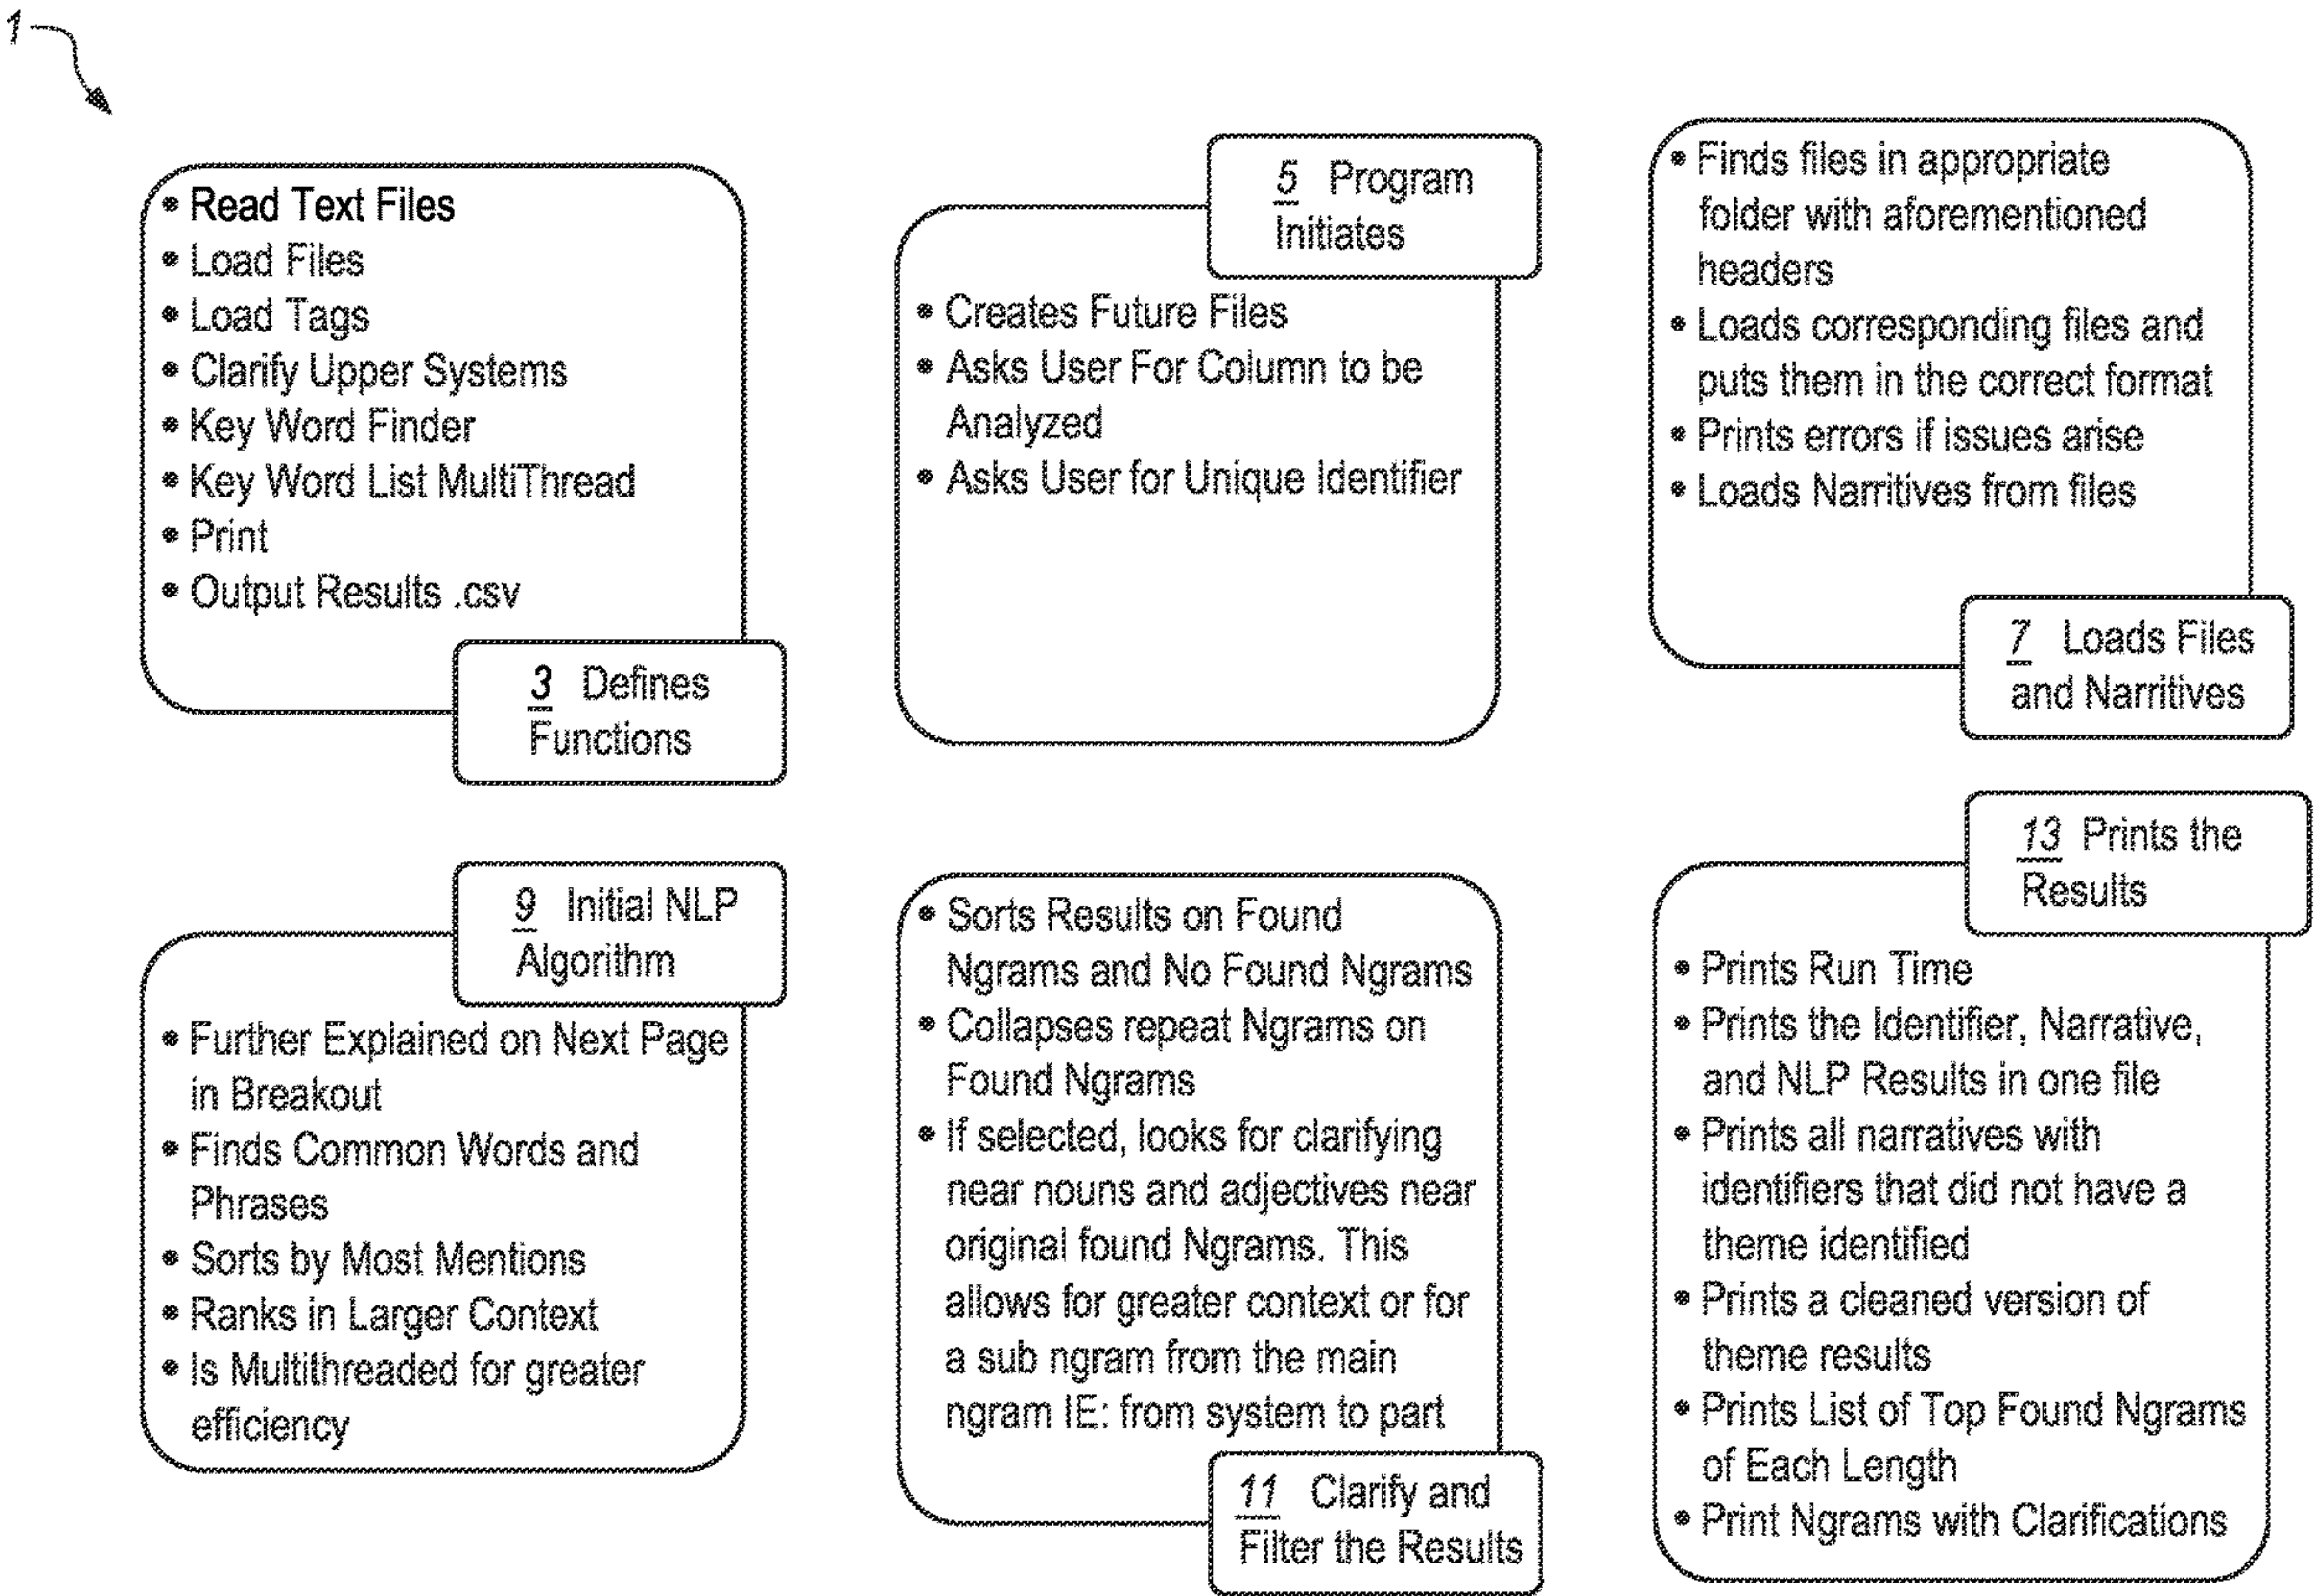 1
• Read Text Files
• Load Files
• Load Tags
• Clarify Upper Systems
• Key Word Finder
• Key Word List MultiThread
• Print
• Output Results .csv
3 Defines
Functions
5 Program
Initiates
• Creates Future Files
• Asks User For Column to be
Analyzed
• Asks User for Unique Identifier
• Finds files in appropriate
folder with aforementioned
headers
• Loads corresponding files and
puts them in the correct format
• Prints errors if issues arise
• Loads Narritives from files
7 Loads Files
and Narritives
9 Initial NLP
Algorithm
• Further Explained on Next Page
in Breakout
• Finds Common Words and
Phrases
• Sorts by Most Mentions
• Ranks in Larger Context
• Is Multithreaded for greater
efficiency
• Sorts Results on Found
Ngrams and No Found Ngrams
• Collapses repeat Ngrams on
Found Ngrams
• If selected, looks for clarifying
near nouns and adjectives near
original found Ngrams. This
allows for greater context or for
a sub ngram from the main
ngram IE: from system to part
11 Clarify and
Filter the Results
13 Prints the
Results
• Prints Run Time
• Prints the Identifier, Narrative,
and NLP Results in one file
• Prints all narratives with
identifiers that did not have a
theme identified
• Prints a cleaned version of
theme results
• Prints List of Top Found Ngrams
of Each Length
• Print Ngrams with Clarifications